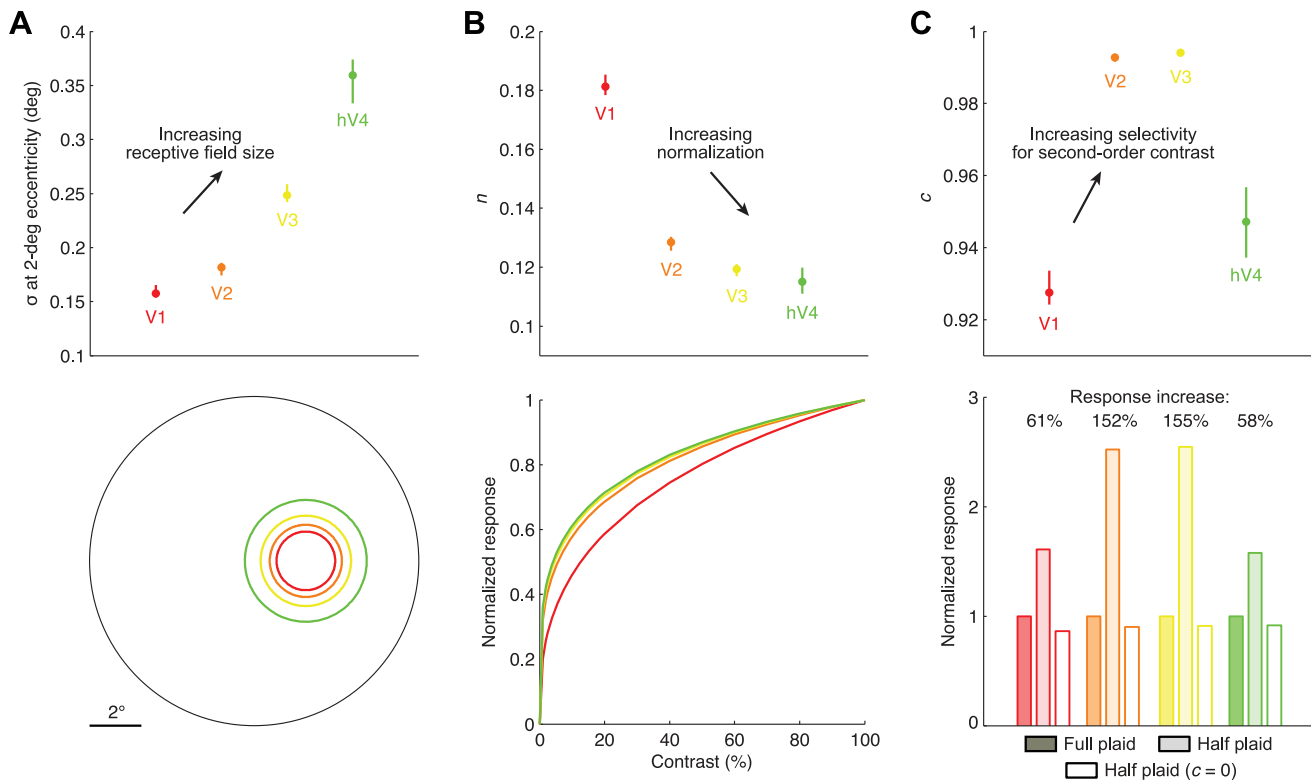 A
0.4
0.35
0.3
0.25
0.2
0.15
0.1
σ at 2-deg eccentricity (deg)
Increasing
receptive field size
V1
V2
V3
hV4
2°
B
0.2
0.18
0.16
0.14
0.12
0.1
n
Increasing
normalization
V1
V2
V3
hV4
1
0.8
0.6
0.4
0.2
0
Normalized response
0 20 40 60 80 100
Contrast (%)
C
1
0.98
0.96
0.94
0.92
c
Increasing selectivity
for second-order contrast
V1
V2
V3
hV4
3
2
1
0
Normalized response
Response increase:
61% 152% 155% 58%
Full plaid Half plaid
Half plaid (c = 0)